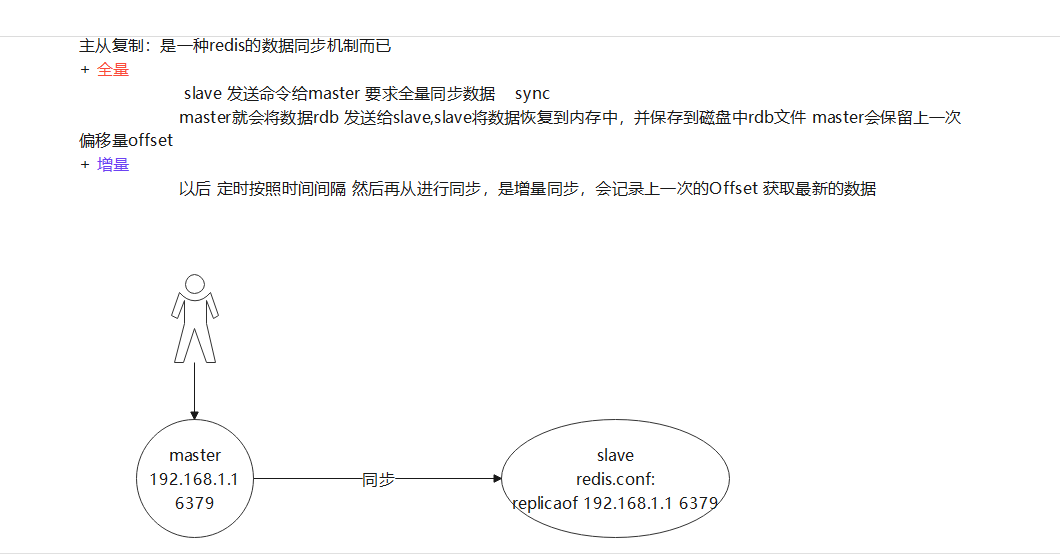 主从复制：是一种redis的数据同步机制而已
+ 全量
slave 发送命令给master 要求全量同步数据 sync
master就会将数据rdb 发送给slave,slave将数据恢复到内存中，并保存到磁盘中rdb文件 master会保留上一次
偏移量offset
+ 增量
以后 定时按照时间间隔 然后再从进行同步，是增量同步，会记录上一次的Offset 获取最新的数据
master
192.168.1.1
6379
同步
slave
redis.conf:
replicaof 192.168.1.1 6379